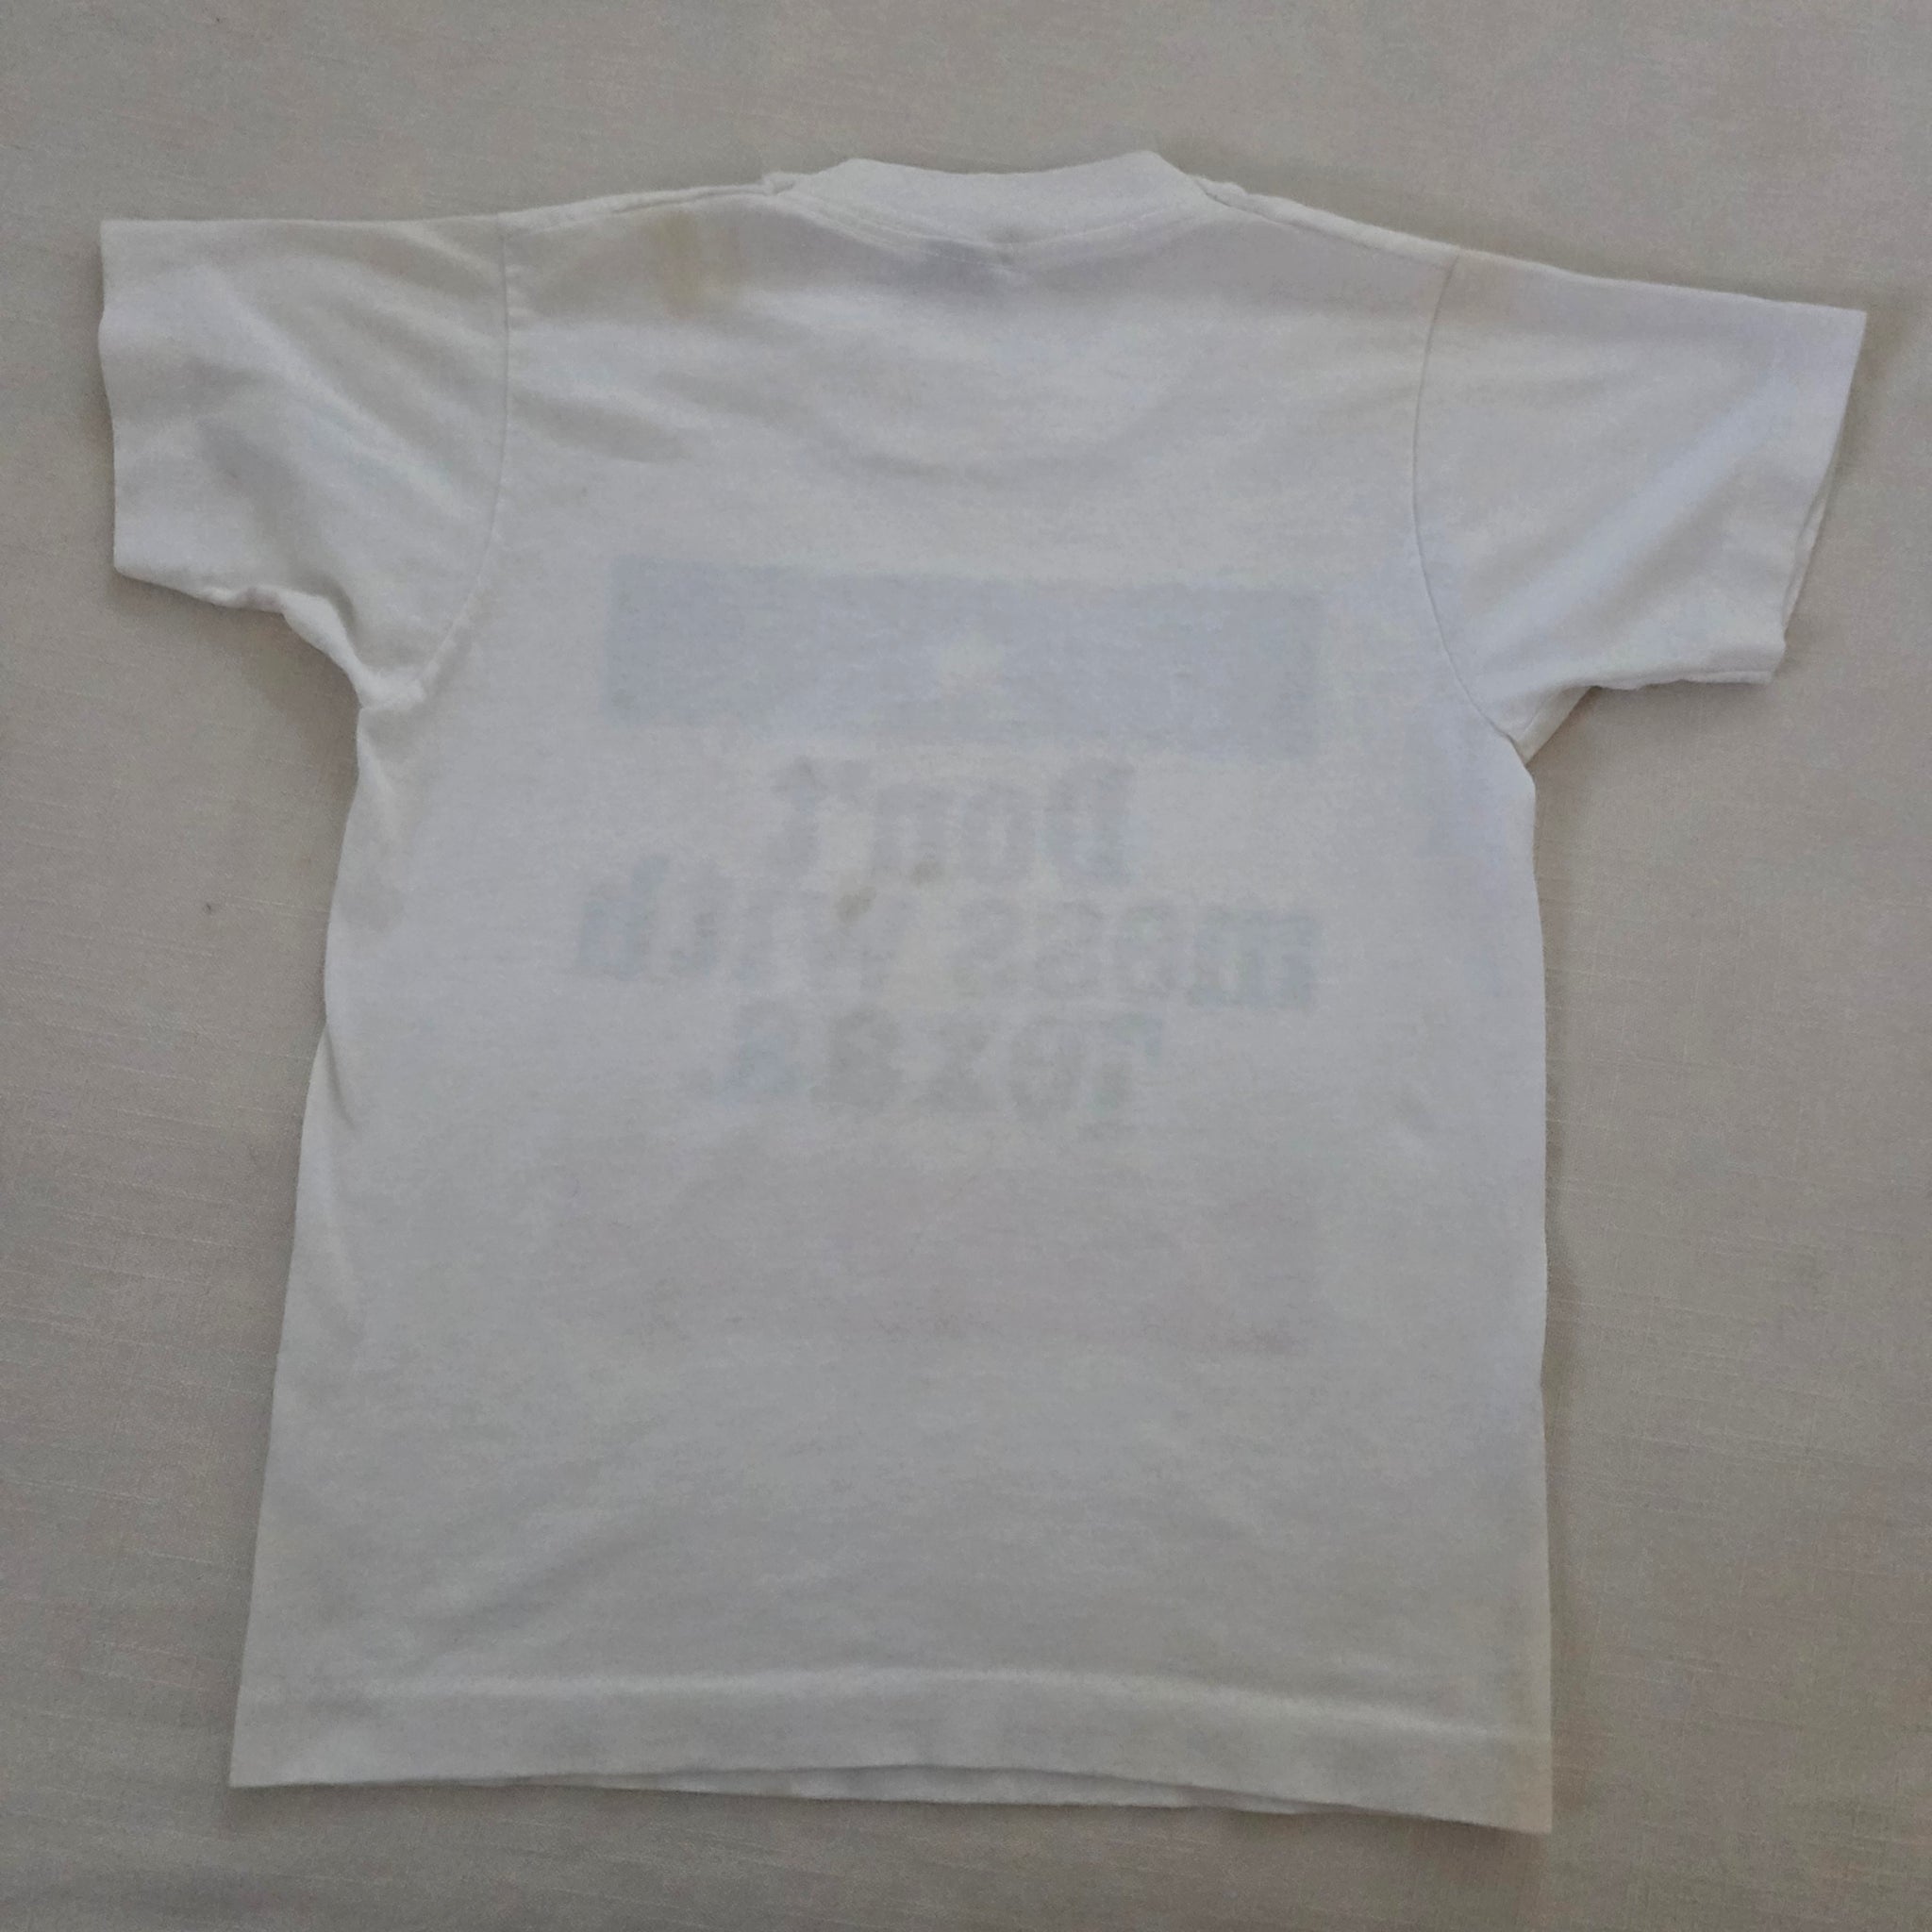 Don't
mess with
Texas.